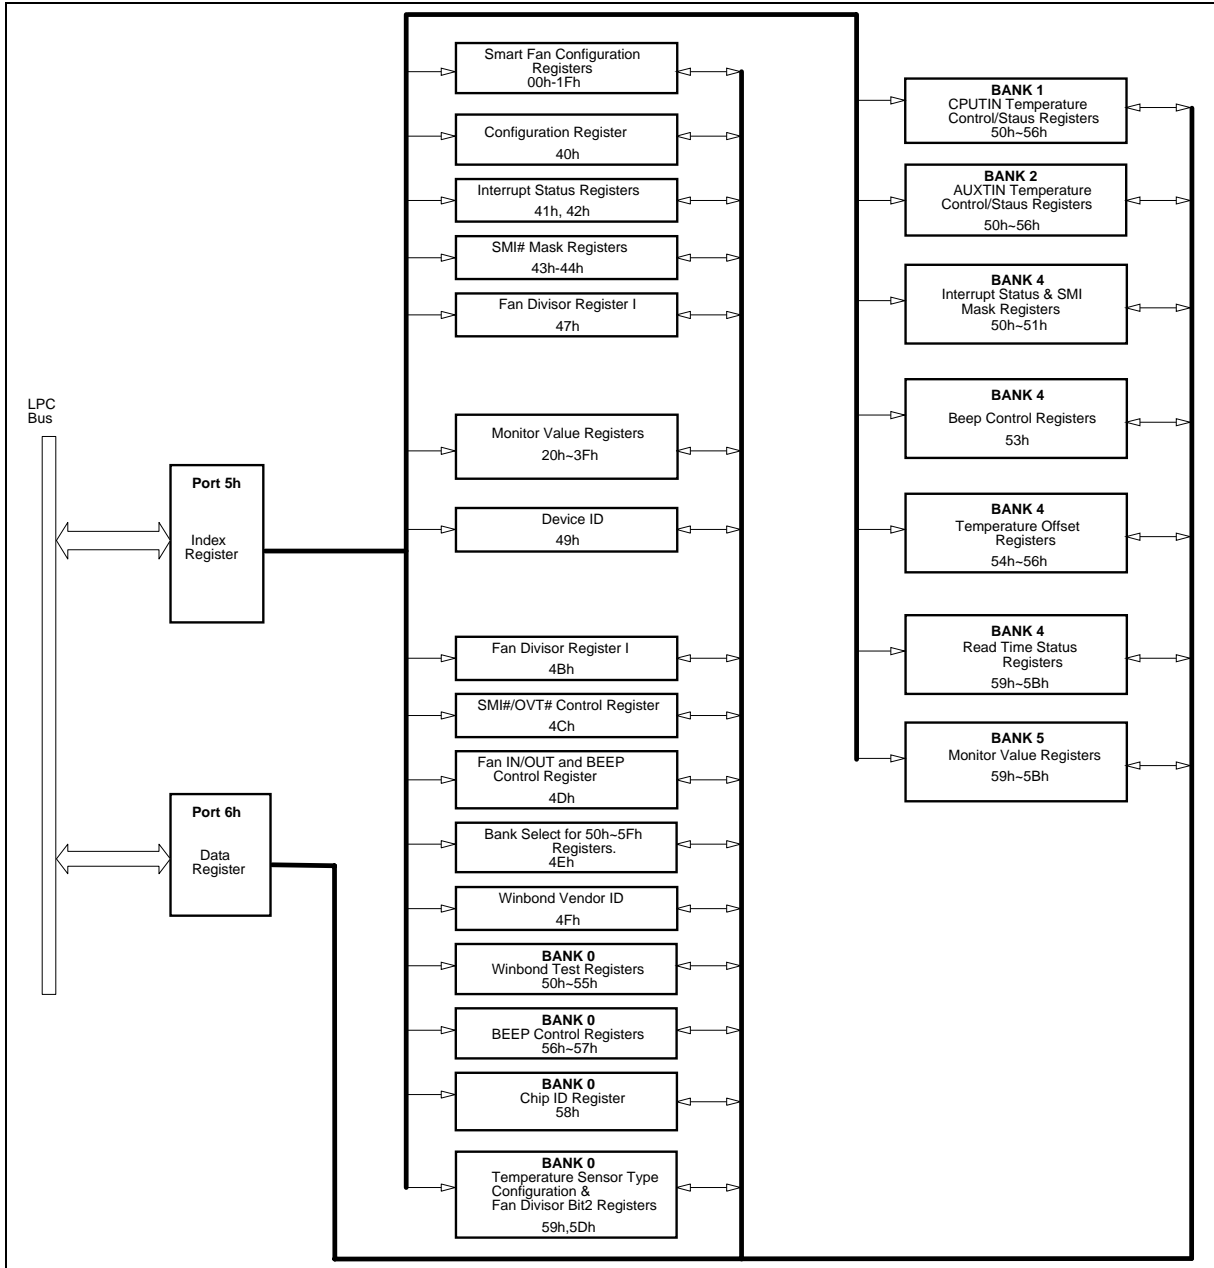 LPC
Bus
Port 5h
Index
Register
Port 6h
Data
Register
Smart Fan Configuration
Registers
00h-1Fh
Configuration Register
40h
Interrupt Status Registers
41h, 42h
SMI# Mask Registers
43h-44h
Fan Divisor Register I
47h
Monitor Value Registers
20h~3Fh
Device ID
49h
Fan Divisor Register I
4Bh
SMI#/OVT# Control Register
4Ch
Fan IN/OUT and BEEP
Control Register
4Dh
Bank Select for 50h~5Fh
Registers.
4Eh
Winbond Vendor ID
4Fh
BANK 0
Winbond Test Registers
50h~55h
BANK 0
BEEP Control Registers
56h~57h
BANK 0
Chip ID Register
58h
BANK 0
Temperature Sensor Type
Configuration &
Fan Divisor Bit2 Registers
59h,5Dh
BANK 1
CPUTIN Temperature
Control/Staus Registers
50h~56h
BANK 2
AUXTIN Temperature
Control/Staus Registers
50h~56h
BANK 4
Interrupt Status & SMI
Mask Registers
50h~51h
BANK 4
Beep Control Registers
53h
BANK 4
Temperature Offset
Registers
54h~56h
BANK 4
Read Time Status
Registers
59h~5Bh
BANK 5
Monitor Value Registers
59h~5Bh